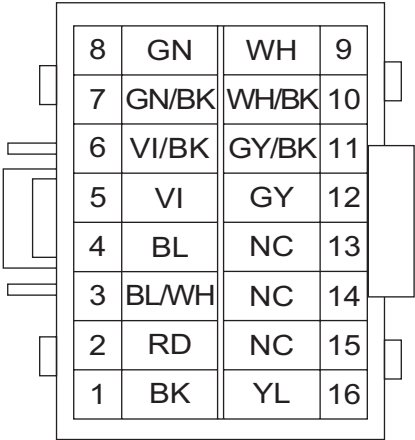 8 GN WH 9
7 GN/BK WH/BK 10
6 VI/BK GY/BK 11
5 VI GY 12
4 BL NC 13
3 BL/WH NC 14
2 RD NC 15
1 BK YL 16